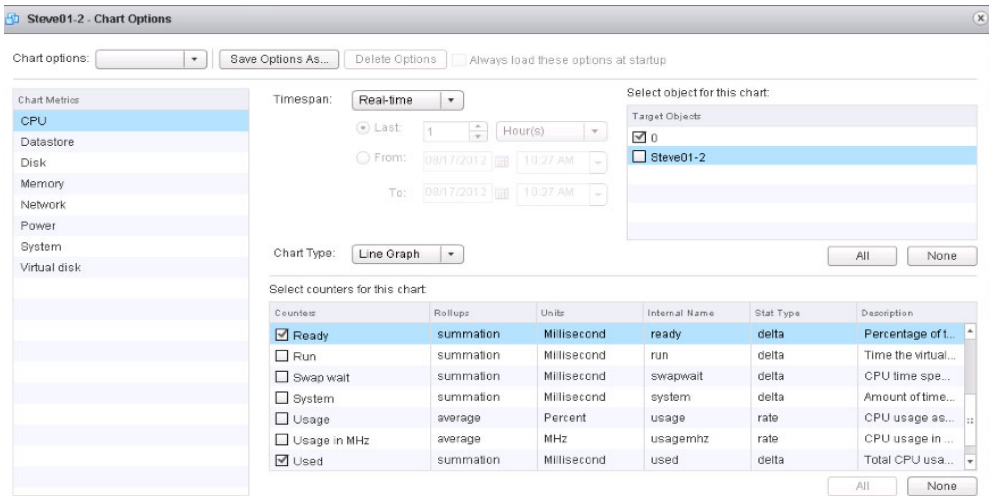 Steve01-2 - Chart Options
Chart options: Save Options As... Delete Options Always load these options at startup
Chart Metrics
CPU
Datastore
Disk
Memory
Network
Power
System
Virtual disk
Timespan: Real-time
Last: 1 Hour(s)
From: 08/17/2012 10:27 AM
To: 08/17/2012 10:27 AM
Chart Type: Line Graph
Select object for this chart:
Target Objects
0
Steve01-2
All None
Select counters for this chart:
Counters Rollups Units Internal Name Stat Type Description
Ready summation Millisecond ready delta Percentage of t...
Run summation Millisecond run delta Time the virtual...
Swap wait summation Millisecond swapwait delta CPU time spe...
System summation Millisecond system delta Amount of time...
Usage average Percent usage rate CPU usage as...
Usage in MHz average MHz usagemhz rate CPU usage in ...
Used summation Millisecond used delta Total CPU usa...
All None